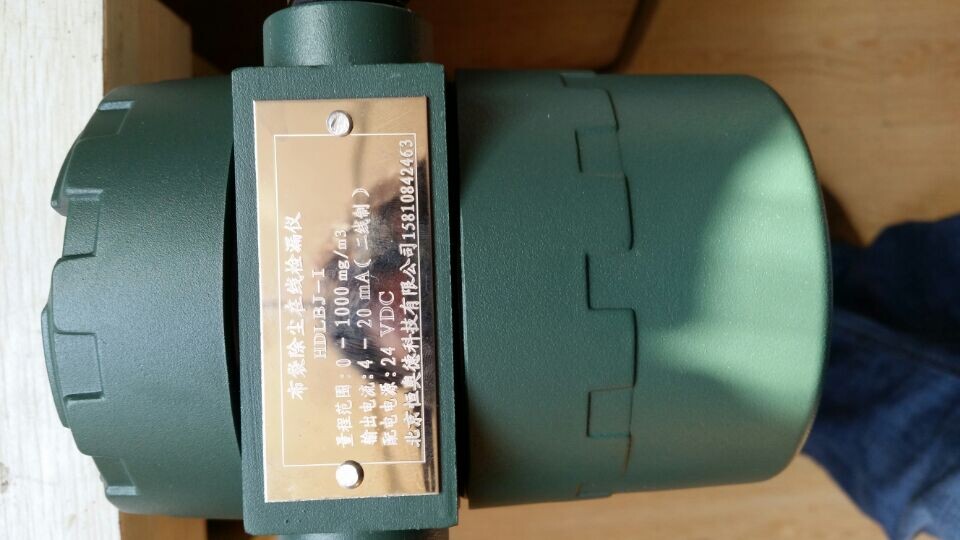 布袋除尘在线检漏仪
HDLBJ-I
量程范围:0-1000 mg/m3
输出电流:4-20 mA(二线制)
配电电源:24 VDC
北京恒奥德科技有限公司15810842463